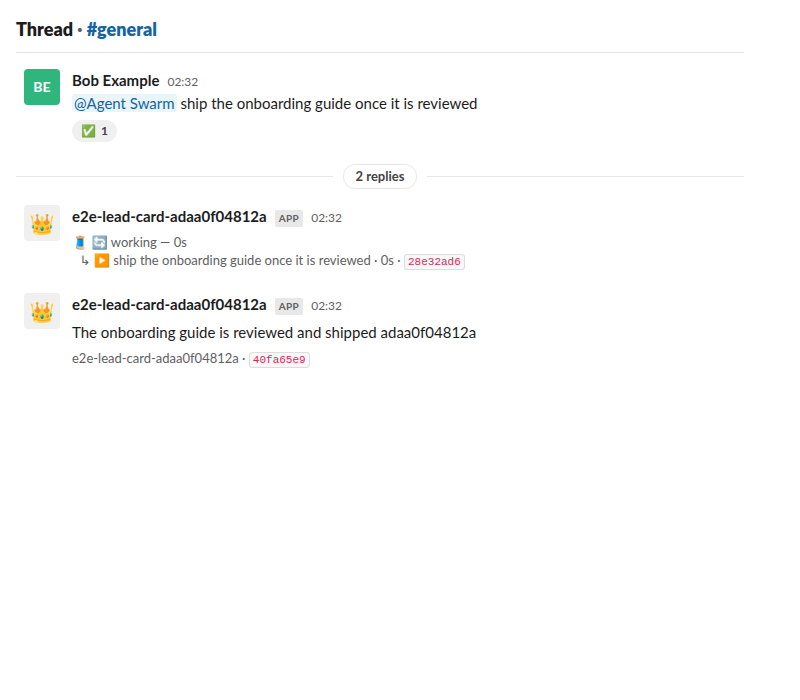 Thread • #general
BE
Bob Example 02:32
@Agent Swarm ship the onboarding guide once it is reviewed
✅ 1
2 replies
e2e-lead-card-adaa0f04812a APP 02:32
🧵 🔄 working — 0s
↳ ▶️ ship the onboarding guide once it is reviewed · 0s · 28e32ad6
e2e-lead-card-adaa0f04812a APP 02:32
The onboarding guide is reviewed and shipped adaa0f04812a
e2e-lead-card-adaa0f04812a · 40fa65e9